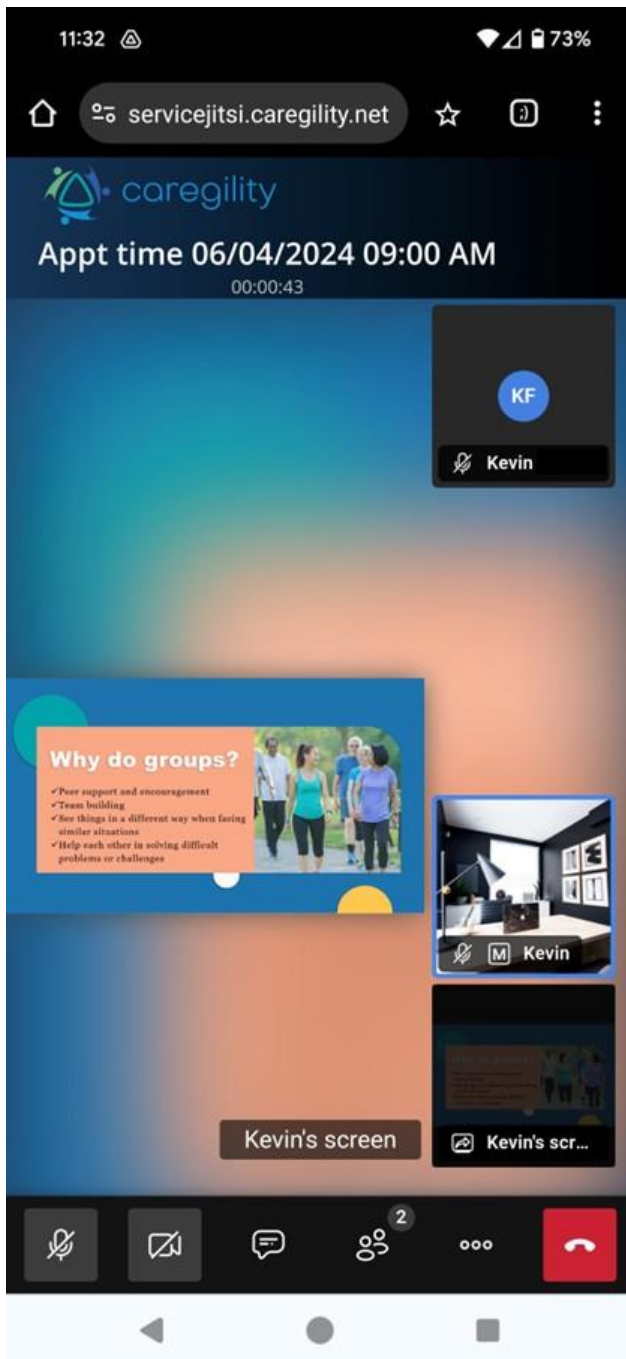 11:32
73%
servicejitsi.caregility.net
:)
caregility
Appt time 06/04/2024 09:00 AM
00:00:43
KF
Kevin
Why do groups?
✓Peer support and encouragement
✓Team building
✓See things in a different way when facing
similar situations
✓Help each other in solving difficult
problems or challenges
M Kevin
Kevin's screen
Kevin's scr...
2